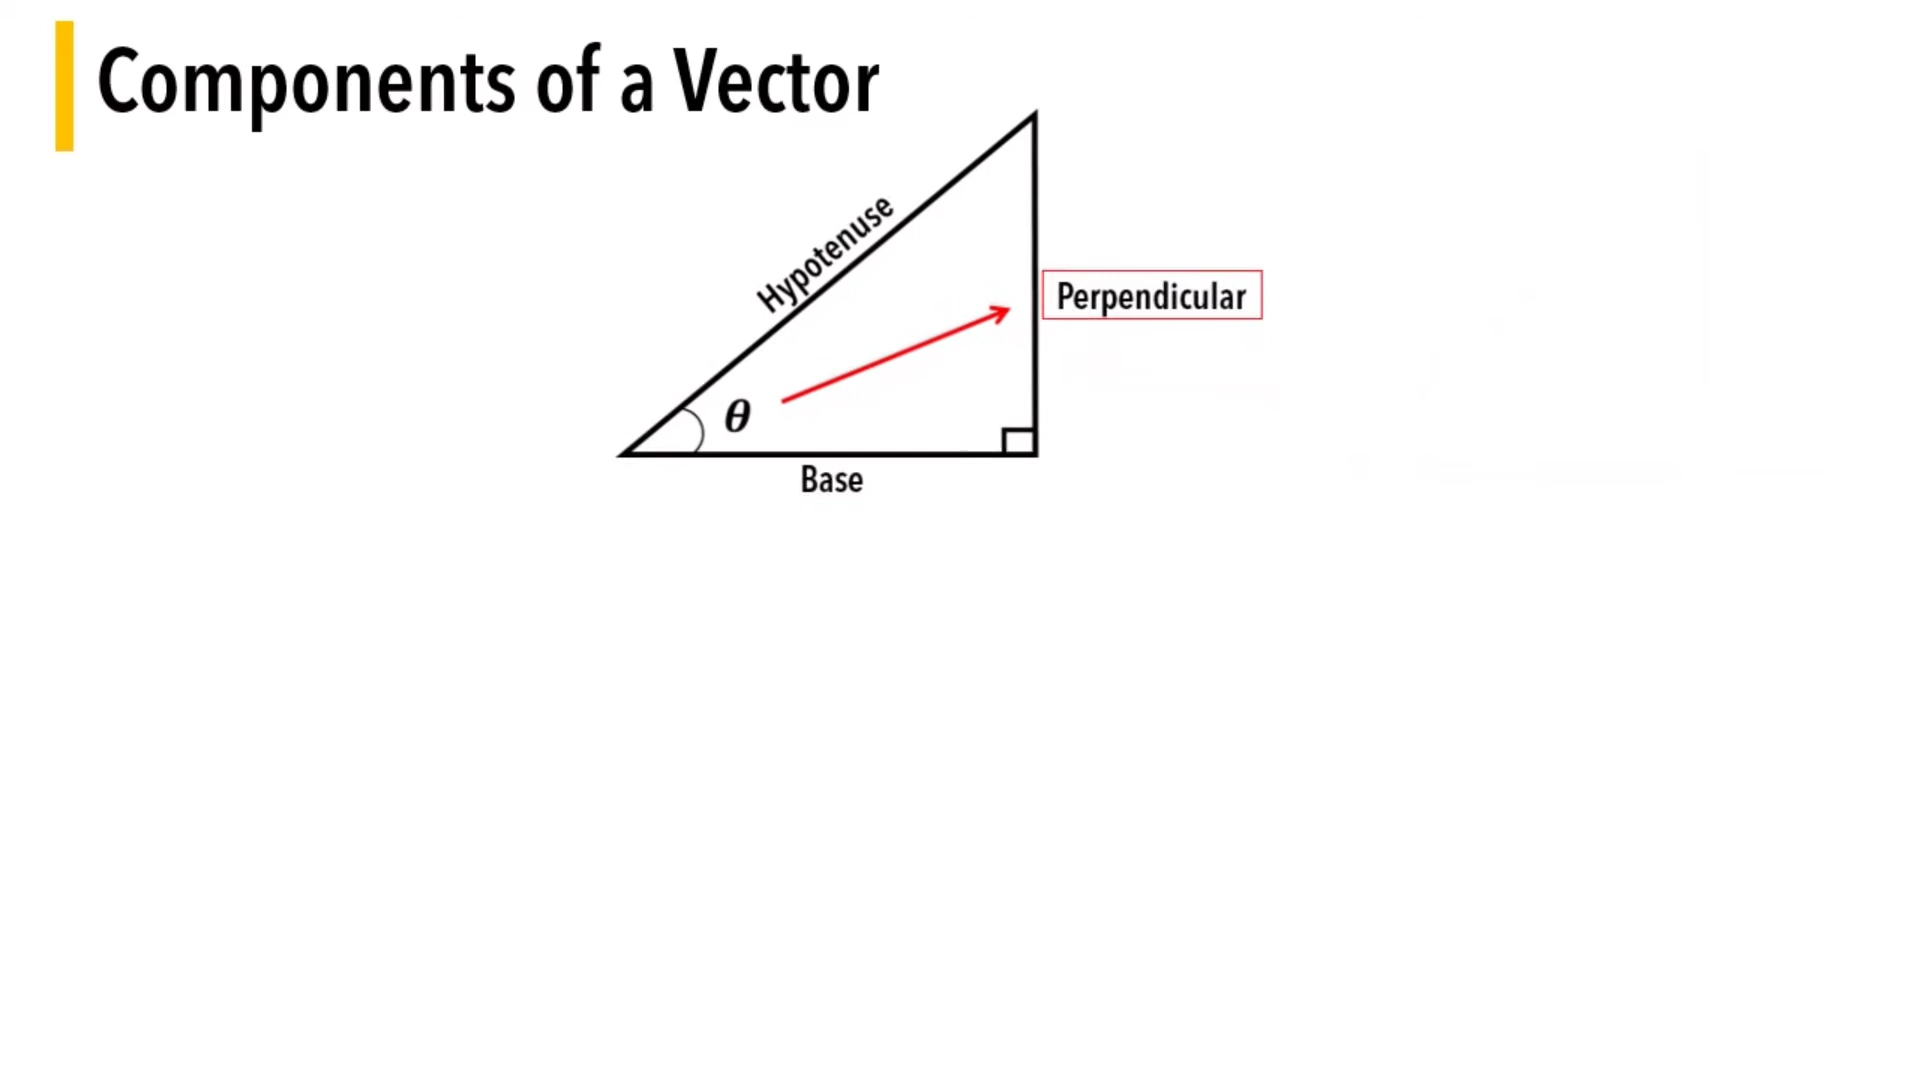 Components of a Vector
Hypotenuse
Perpendicular
θ
Base